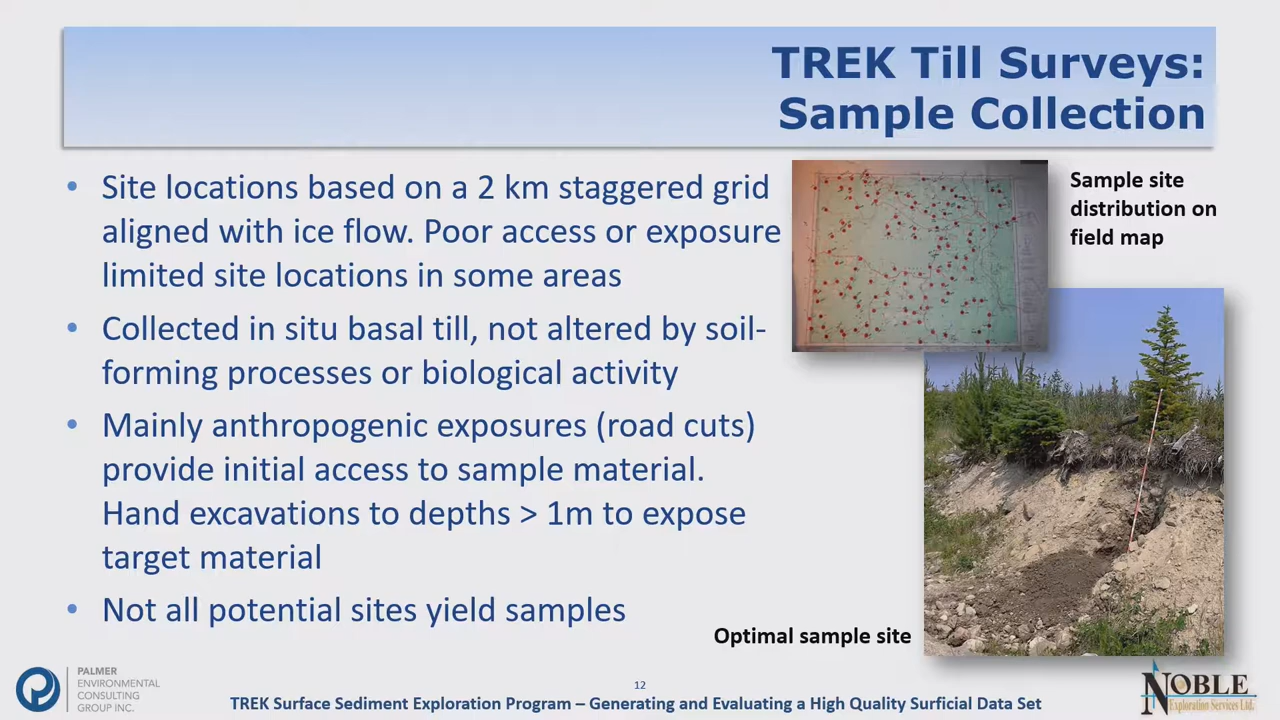 TREK Till Surveys:
Sample Collection
• Site locations based on a 2 km staggered grid
aligned with ice flow. Poor access or exposure
limited site locations in some areas
• Collected in situ basal till, not altered by soil-
forming processes or biological activity
• Mainly anthropogenic exposures (road cuts)
provide initial access to sample material.
Hand excavations to depths > 1m to expose
target material
• Not all potential sites yield samples
Sample site
distribution on
field map
Optimal sample site
PALMER
ENVIRONMENTAL
CONSULTING
GROUP INC.
12
TREK Surface Sediment Exploration Program – Generating and Evaluating a High Quality Surficial Data Set
NOBLE
Exploration Services Ltd.